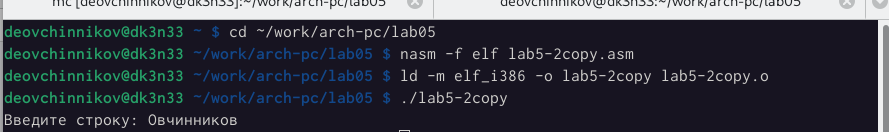 mc [deovchinnikov@dk3n33]:~/work/arch-pc/lab05
deovchinnikov@dk3n33:~/work/arch-pc/lab05
deovchinnikov@dk3n33 ~ $ cd ~/work/arch-pc/lab05
deovchinnikov@dk3n33 ~/work/arch-pc/lab05 $ nasm -f elf lab5-2copy.asm
deovchinnikov@dk3n33 ~/work/arch-pc/lab05 $ ld -m elf_i386 -o lab5-2copy lab5-2copy.o
deovchinnikov@dk3n33 ~/work/arch-pc/lab05 $ ./lab5-2copy
Введите строку: Овчинников